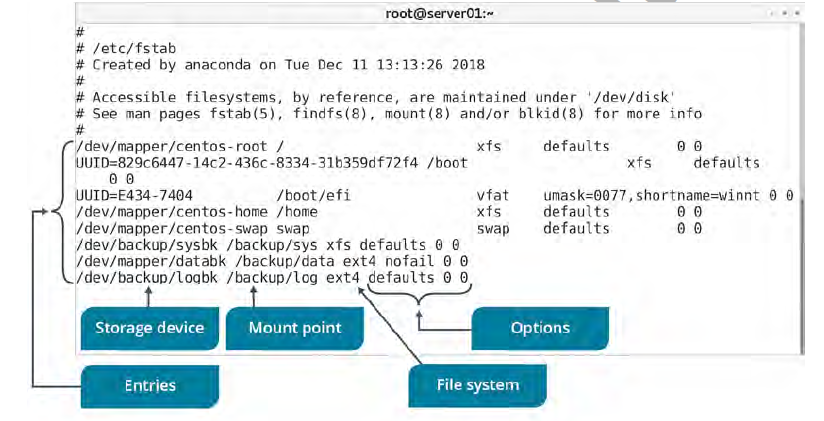 root@server01:~
#
# /etc/fstab
# Created by anaconda on Tue Dec 11 13:13:26 2018
#
# Accessible filesystems, by reference, are maintained under '/dev/disk'
# See man pages fstab(5), findfs(8), mount(8) and/or blkid(8) for more info
#
/dev/mapper/centos-root / xfs defaults 0 0
UUID=829c6447-14c2-436c-8334-31b359df72f4 /boot xfs defaults
0 0
UUID=E434-7404 /boot/efi vfat umask=0077,shortname=winnt 0 0
/dev/mapper/centos-home /home xfs defaults 0 0
/dev/mapper/centos-swap swap swap defaults 0 0
/dev/backup/sysbk /backup/sys xfs defaults 0 0
/dev/mapper/databk /backup/data ext4 nofail 0 0
/dev/backup/logbk /backup/log ext4 defaults 0 0
Storage device Mount point Options
Entries File system